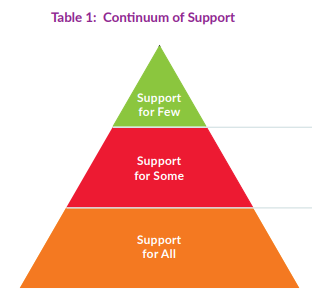 Table 1:  Continuum of Support
Support
for Few
Support
for Some
Support
for All